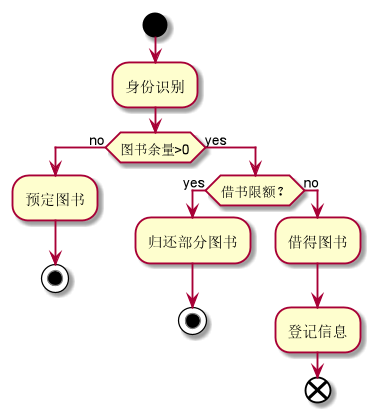 身份识别
no
图书余量>0
yes
预定图书
yes
借书限额？
no
归还部分图书
借得图书
登记信息